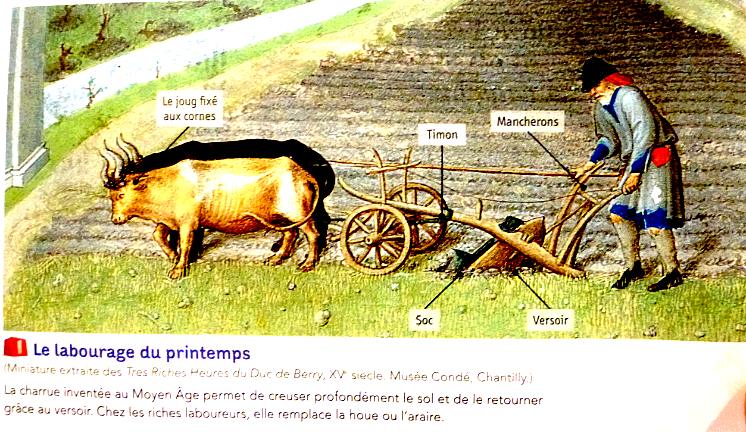 Le joug fixé
aux cornes
Timon
Mancherons
Soc
Versoir
Le labourage du printemps
(Miniature extraite des Tres Riches Heures du Duc de Berry, XVᵉ siècle. Musée Condé, Chantilly.)
La charrue inventée au Moyen Âge permet de creuser profondément le sol et de le retourner
grâce au versoir. Chez les riches laboureurs, elle remplace la houe ou l'araire.